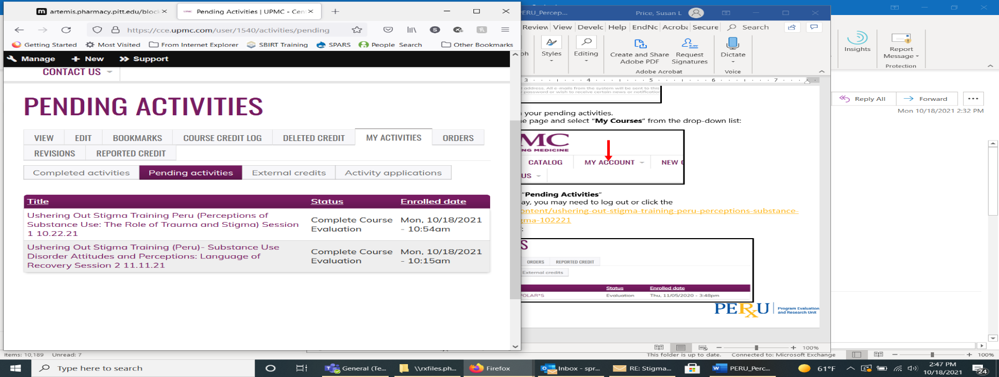 artemis.pharmacy.pitt.edu/block
Pending Activities | UPMC - Cen
https://cce.upmc.com/user/1540/activities/pending
Getting Started Most Visited From Internet Explorer SBIRT Training SPARS People Search Other Bookmarks
Manage New Support
CONTACT US
PENDING ACTIVITIES
VIEW EDIT BOOKMARKS COURSE CREDIT LOG DELETED CREDIT MY ACTIVITIES ORDERS
REVISIONS REPORTED CREDIT
Completed activities Pending activities External credits Activity applications
Title Status Enrolled date
Ushering Out Stigma Training Peru (Perceptions of
Substance Use: The Role of Trauma and Stigma) Session
1 10.22.21
Complete Course
Evaluation
Mon, 10/18/2021
- 10:54am
Ushering Out Stigma Training (Peru)- Substance Use
Disorder Attitudes and Perceptions: Language of
Recovery Session 2 11.11.21
Complete Course
Evaluation
Mon, 10/18/2021
- 10:15am
PERU_Percep...
Price, Susan L
Review View Develc Help EndNc Acroba Secure Search
Styles
Editing
Create and Share
Adobe PDF
Request
Signatures
Adobe Acrobat
Dictate
Voice
3 4 5 6 7
address. All e-mails from the system will be sent to this
password or wish to receive certain news or notification
your pending activities.
page and select “My Courses” from the drop-down list:
MC
NG MEDICINE
CATALOG MY ACCOUNT NEW
US
“Pending Activities”
ay, you may need to log out or click the
ontent/ushering-out-stigma-training-peru-perceptions-substance-
gma-102221
:
S
ORDERS REPORTED CREDIT
External credits
Status Enrolled date
*OLAR*S Evaluation Thu, 11/05/2020 - 3:48pm
PERxU Program Evaluation
and Research Unit
100%
Insights
Report
Message
Protection
Reply All Forward
Mon 10/18/2021 2:32 PM
Items: 10,189 Unread: 7
This folder is up to date. Connected to: Microsoft Exchange 100%
Type here to search
General (Te...
\\rxfiles.ph...
Firefox
Inbox - spr...
RE: Stigma...
PERU_Perc...
61°F
2:47 PM
10/18/2021
24